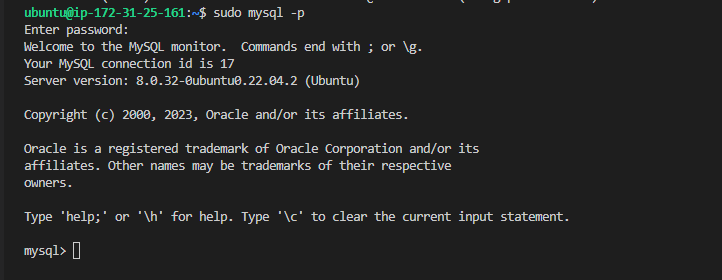 ubuntu@ip-172-31-25-161:~$ sudo mysql -p
Enter password:
Welcome to the MySQL monitor.  Commands end with ; or \g.
Your MySQL connection id is 17
Server version: 8.0.32-0ubuntu0.22.04.2 (Ubuntu)
Copyright (c) 2000, 2023, Oracle and/or its affiliates.
Oracle is a registered trademark of Oracle Corporation and/or its
affiliates. Other names may be trademarks of their respective
owners.
Type 'help;' or '\h' for help. Type '\c' to clear the current input statement.
mysql>